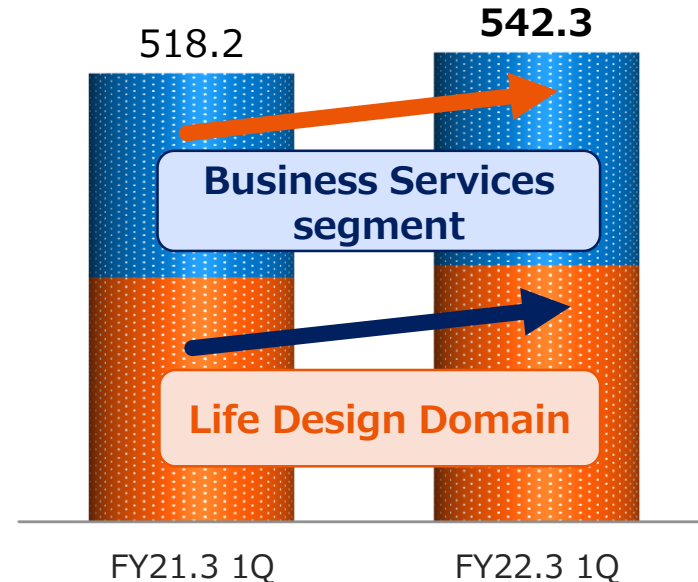 518.2
542.3
Business Services
segment
Life Design Domain
FY21.3 1Q
FY22.3 1Q